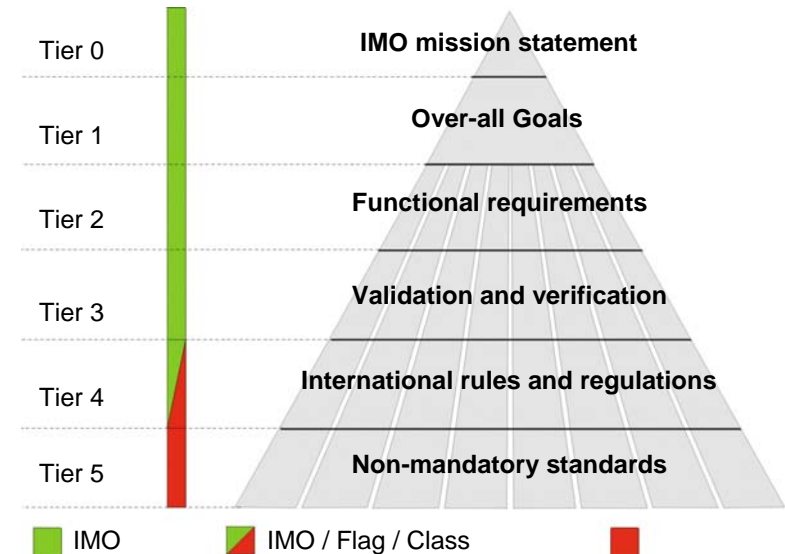 Tier 0
IMO mission statement
Tier 1
Over-all Goals
Tier 2
Functional requirements
Tier 3
Validation and verification
Tier 4
International rules and regulations
Tier 5
Non-mandatory standards
IMO
IMO / Flag / Class